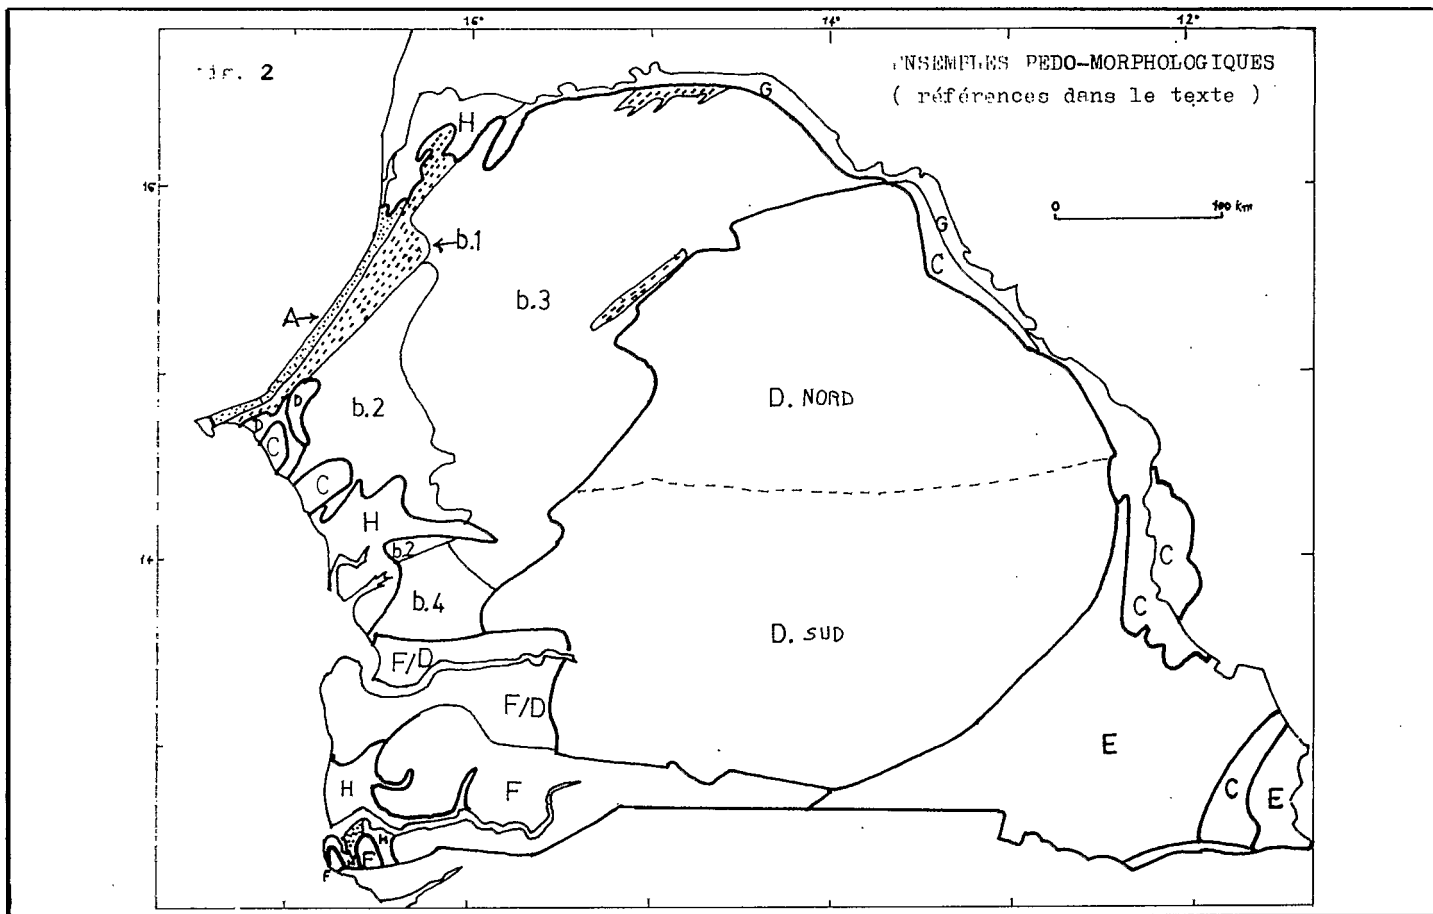 16° 14° 12°
fig. 2
ENSEMBLES PEDO-MORPHOLOGIQUES
( références dans le texte )
G
H
16
0 100 km
b.1
G
C
A
b.3
D
b.2
D. NORD
D
C
C
H
b.2
14
C
C
b.4
D. SUD
F/D
F/D
E
H
F
C
E
H
F
F